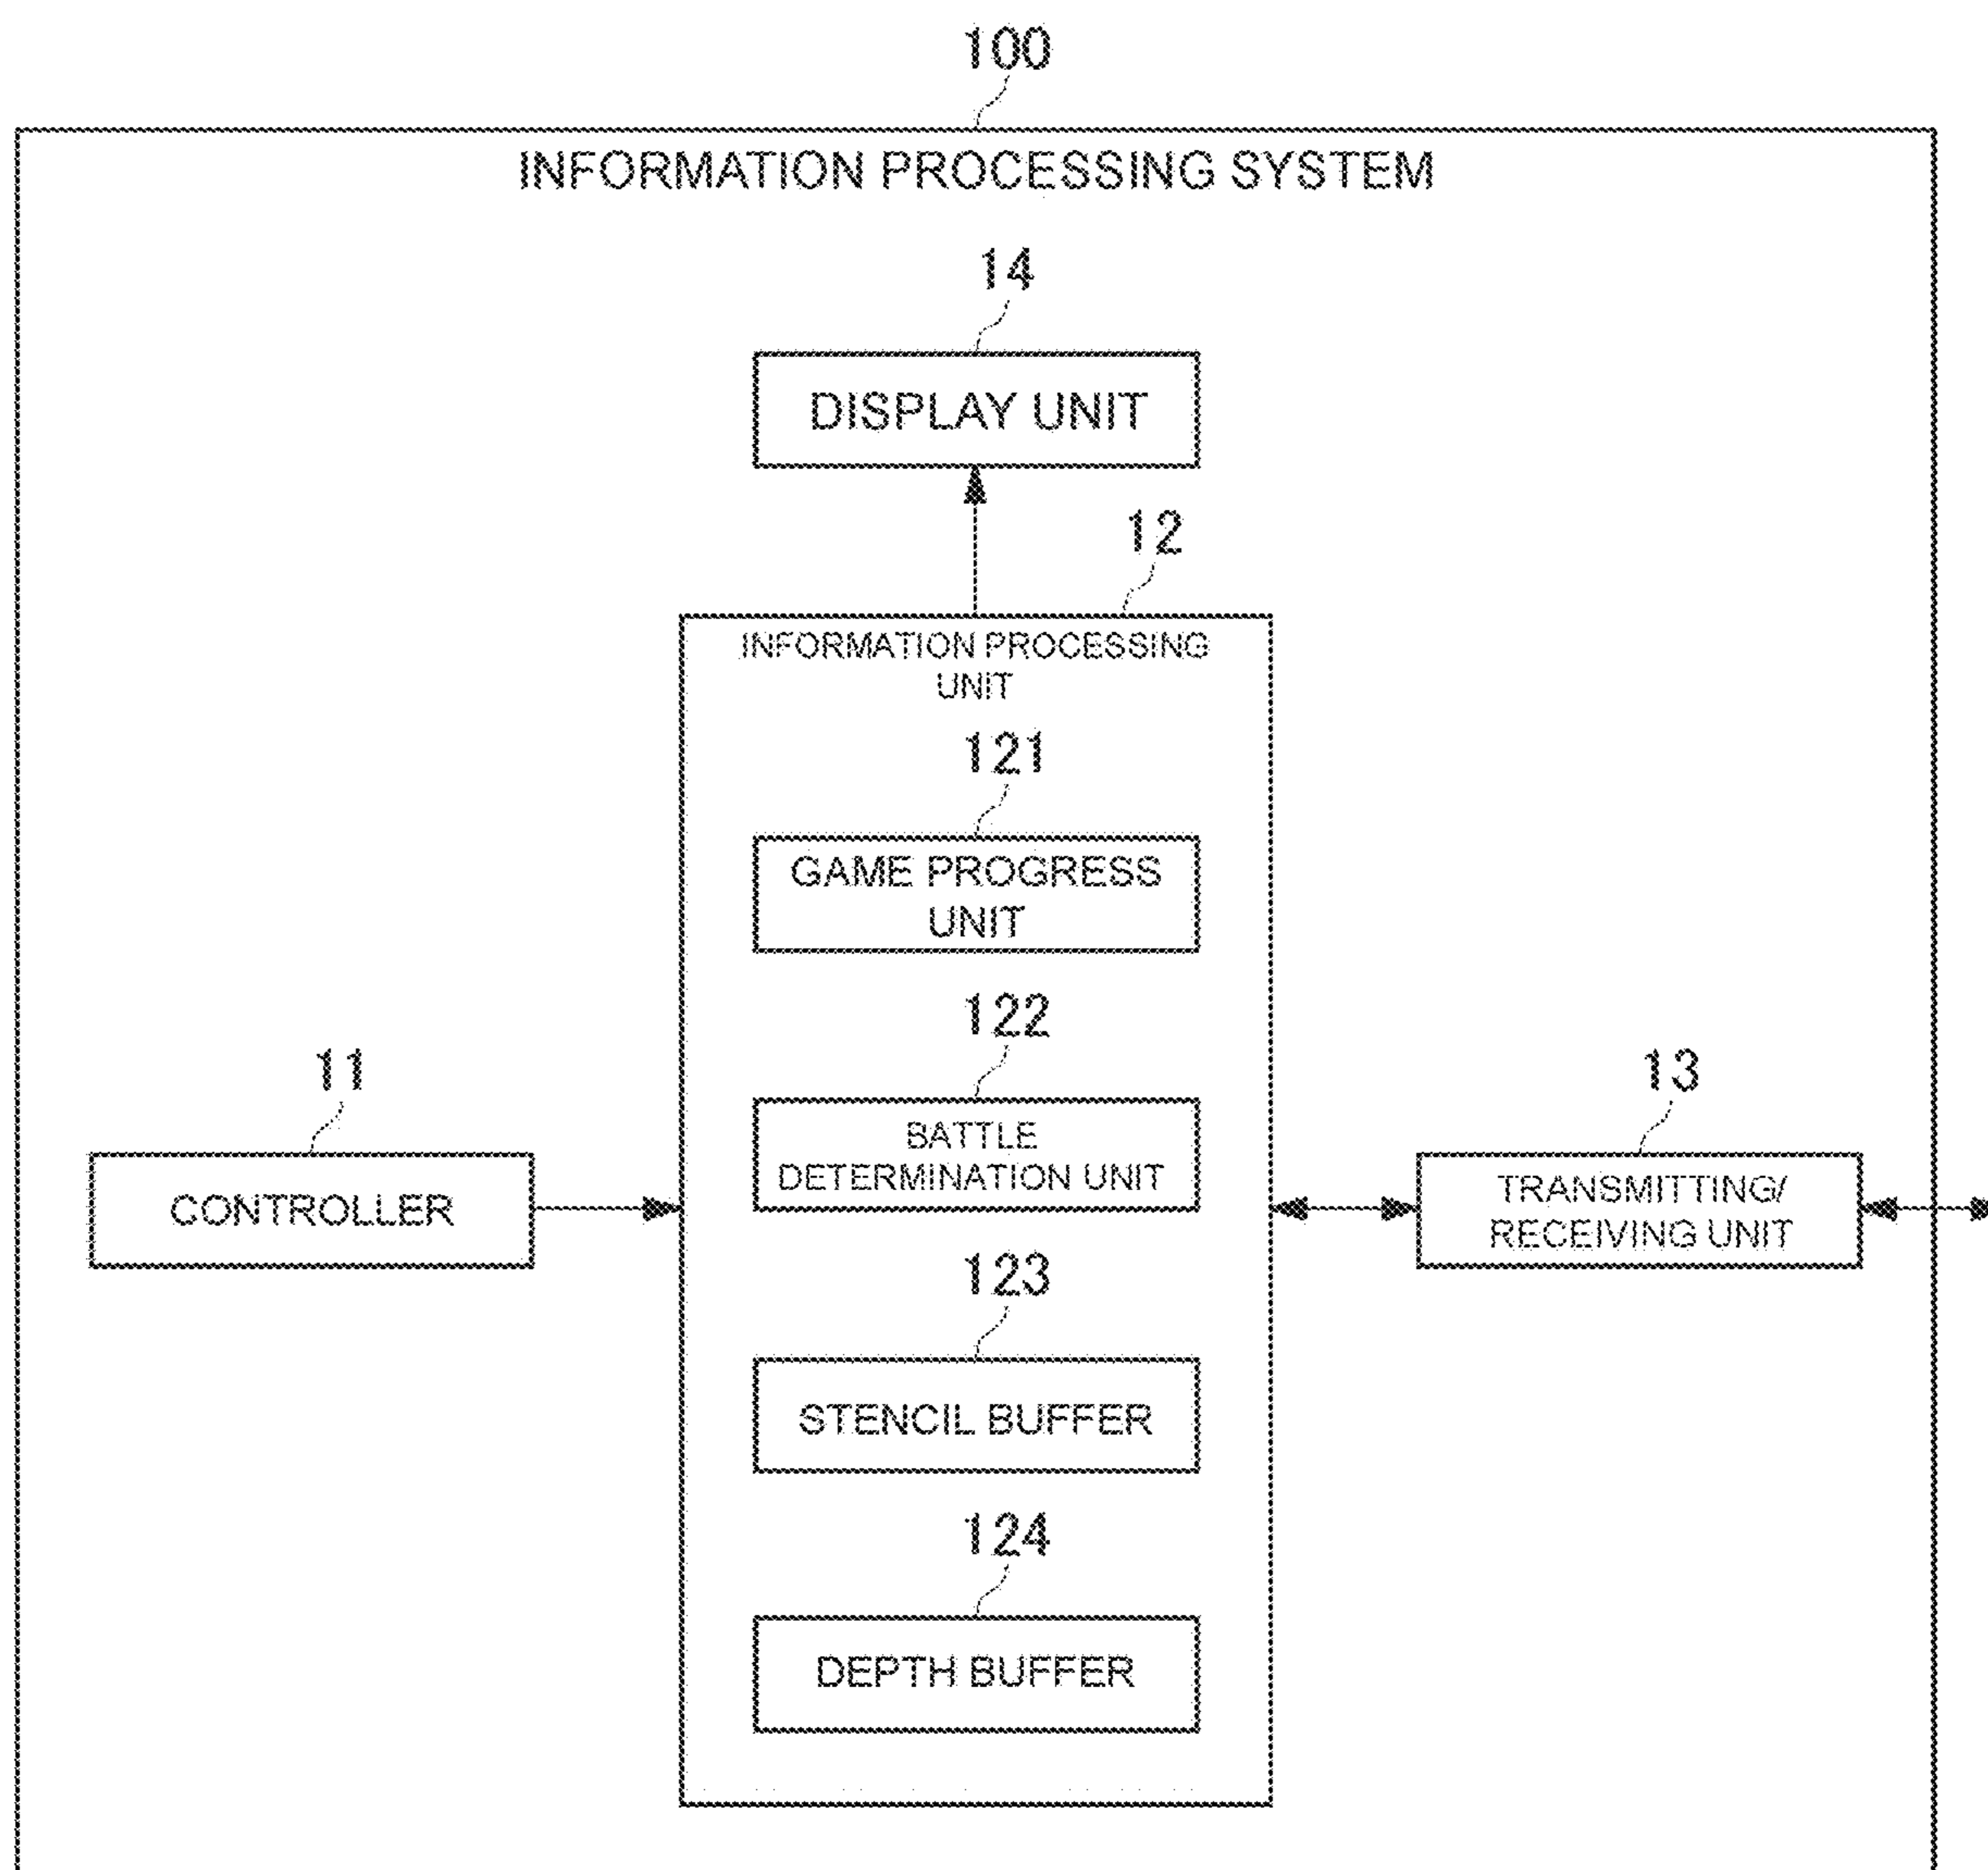 100
INFORMATION PROCESSING SYSTEM
14
DISPLAY UNIT
12
INFORMATION PROCESSING
UNIT
121
GAME PROGRESS
UNIT
122
BATTLE
DETERMINATION UNIT
11
CONTROLLER
13
TRANSMITTING/
RECEIVING UNIT
123
STENCIL BUFFER
124
DEPTH BUFFER